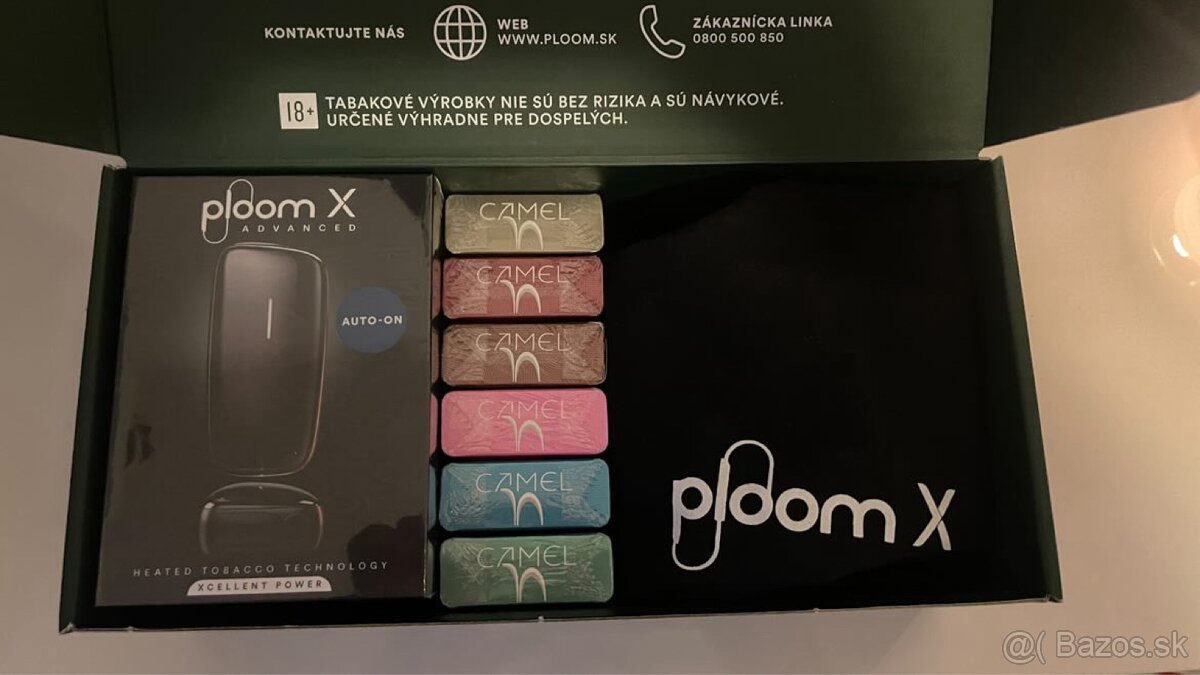 KONTAKTUJTE NÁS
WEB
WWW.PLOOM.SK
ZÁKAZNÍCKA LINKA
0800 500 850
18+
TABAKOVÉ VÝROBKY NIE SÚ BEZ RIZIKA A SÚ NÁVYKOVÉ.
URČENÉ VÝHRADNE PRE DOSPELÝCH.
ploom X
ADVANCED
AUTO-ON
HEATED TOBACCO TECHNOLOGY
XCELLENT POWER
CAMEL
CAMEL
CAMEL
CAMEL
CAMEL
CAMEL
ploom X
@( Bazos.sk